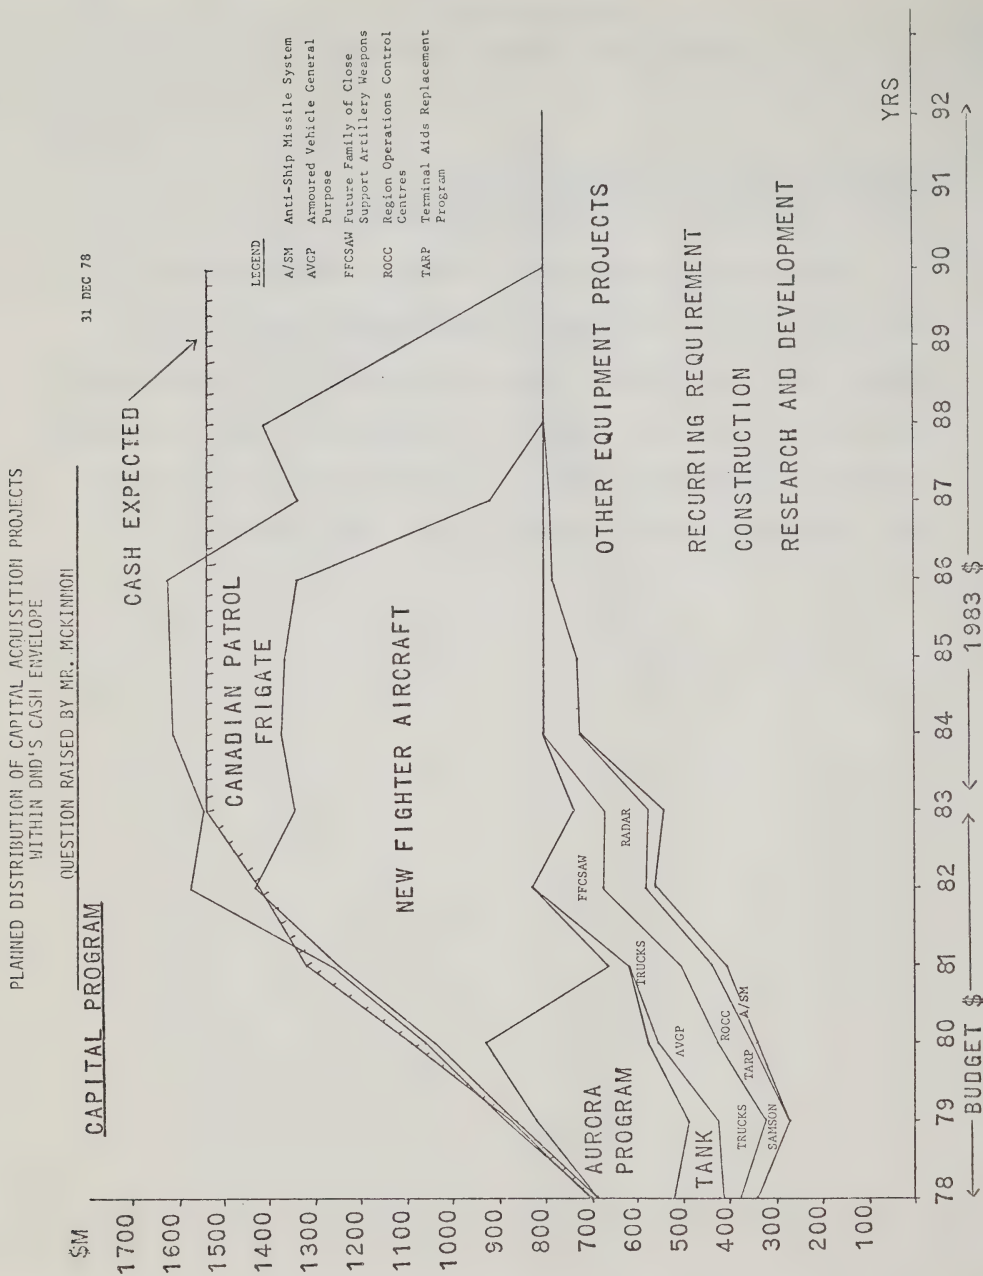 PLANNED DISTRIBUTION OF CAPITAL ACQUISITION PROJECTS
WITHIN DND'S CASH ENVELOPE
QUESTION RAISED BY MR. MCKINNON
31 DEC 78
CAPITAL PROGRAM
$M
1700
1600
1500
1400
1300
1200
1100
1000
900
800
700
600
500
400
300
200
100
CASH EXPECTED
LEGEND
A/SM Anti-Ship Missile System
AVGP Armoured Vehicle General
Purpose
FFCSAW Future Family of Close
Support Artillery Weapons
ROCC Region Operations Control
Centres
TARP Terminal Aids Replacement
Program
CANADIAN PATROL
FRIGATE
NEW FIGHTER AIRCRAFT
AURORA
PROGRAM
TANK
TRUCKS
SAMSON
AVGP
TRUCKS
TARP
ROCC
A/SM
FFCSAW
RADAR
OTHER EQUIPMENT PROJECTS
RECURRING REQUIREMENT
CONSTRUCTION
RESEARCH AND DEVELOPMENT
YRS
78 79 80 81 82 83 84 85 86 87 88 89 90 91 92
BUDGET $ 1983 $